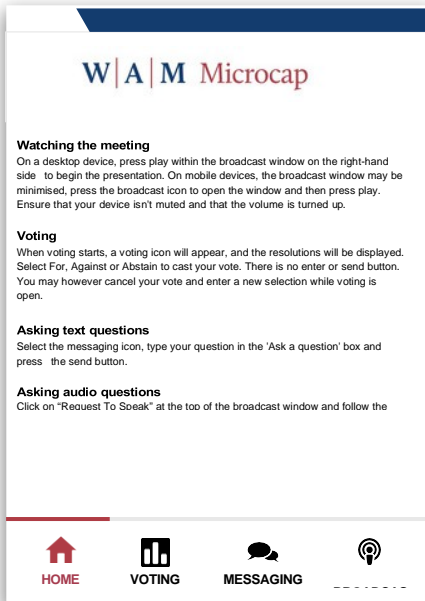 W|A|M Microcap
Watching the meeting
On a desktop device, press play within the broadcast window on the right-hand
side to begin the presentation. On mobile devices, the broadcast window may be
minimised, press the broadcast icon to open the window and then press play.
Ensure that your device isn't muted and that the volume is turned up.
Voting
When voting starts, a voting icon will appear, and the resolutions will be displayed.
Select For, Against or Abstain to cast your vote. There is no enter or send button.
You may however cancel your vote and enter a new selection while voting is
open.
Asking text questions
Select the messaging icon, type your question in the 'Ask a question' box and
press the send button.
Asking audio questions
Click on “Request To Speak” at the top of the broadcast window and follow the
HOME VOTING MESSAGING